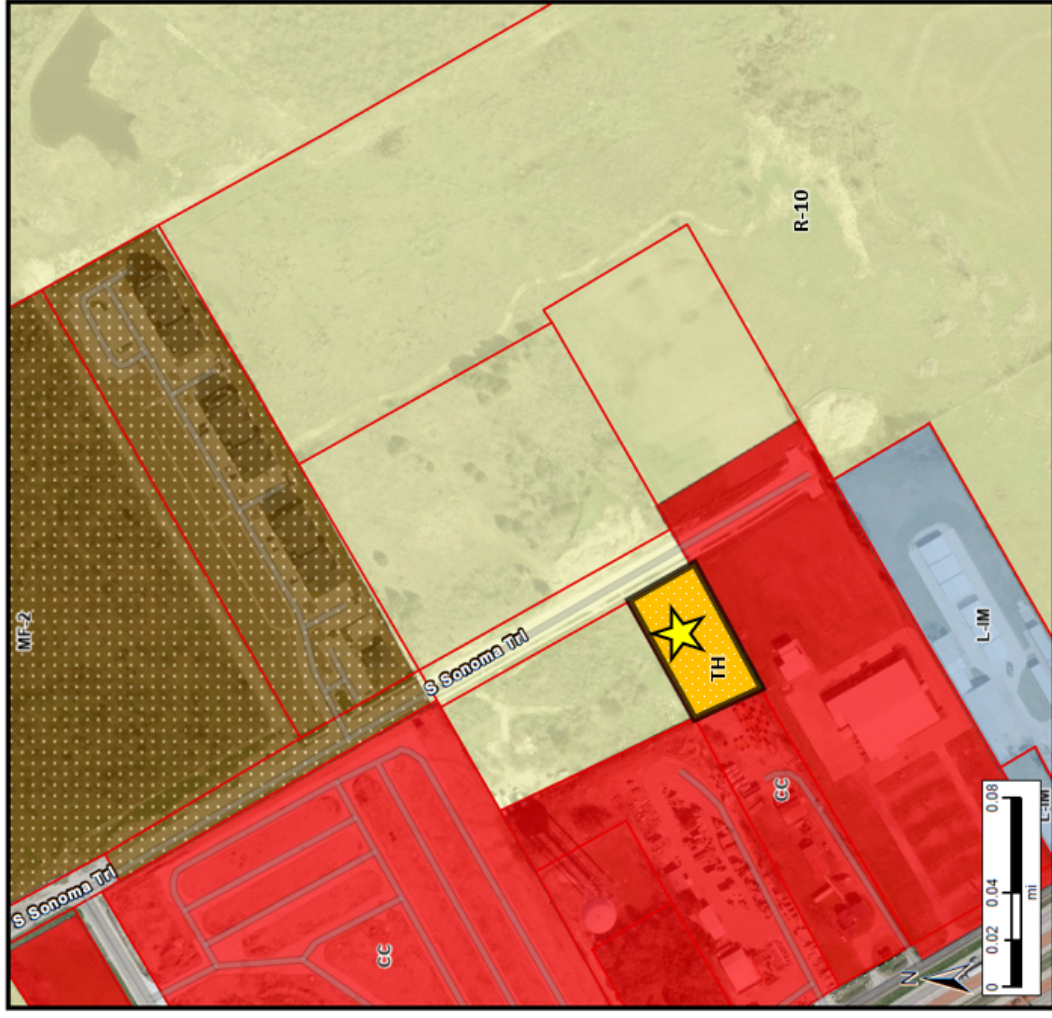 MF-2
S Sonoma Trl
R-10
S Sonoma Trl
TH
L-IM
CC
CC
L-IM
N
0
0.02
0.04
0.08
mi